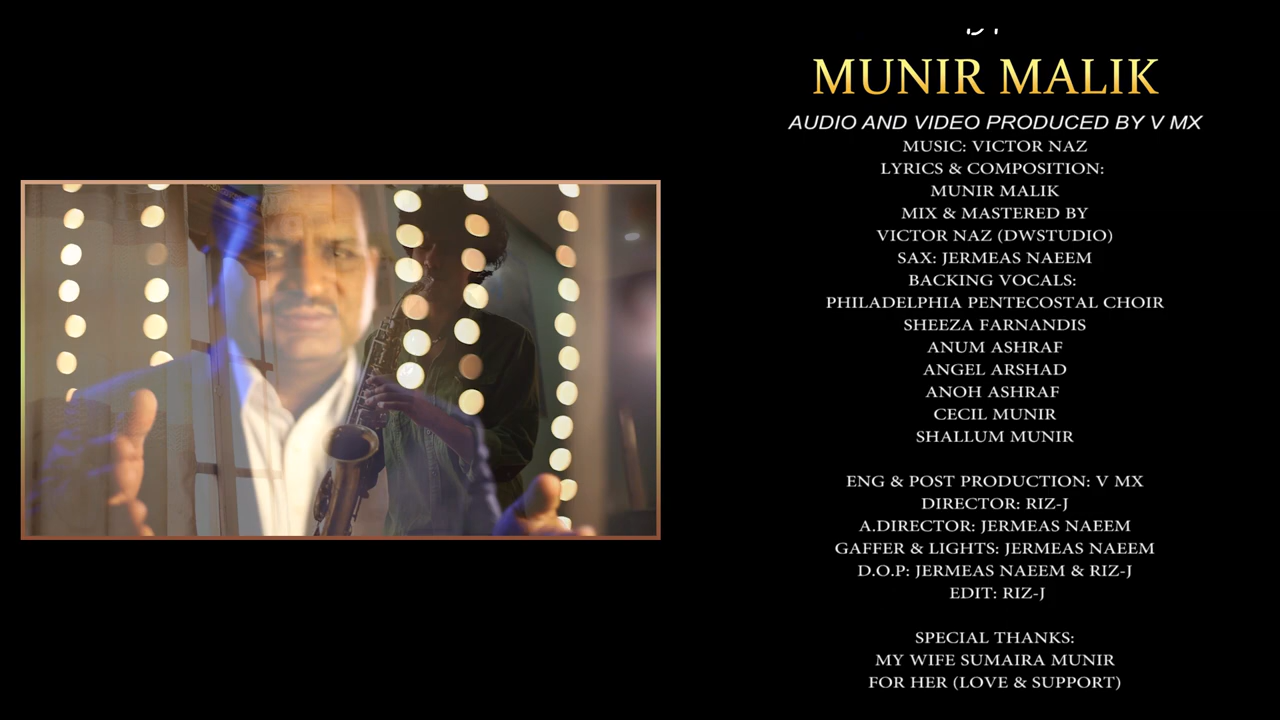 MUNIR MALIK
AUDIO AND VIDEO PRODUCED BY V MX
MUSIC: VICTOR NAZ
LYRICS & COMPOSITION:
MUNIR MALIK
MIX & MASTERED BY
VICTOR NAZ (DWSTUDIO)
SAX: JERMEAS NAEEM
BACKING VOCALS:
PHILADELPHIA PENTECOSTAL CHOIR
SHEEZA FARNANDIS
ANUM ASHRAF
ANGEL ARSHAD
ANOH ASHRAF
CECIL MUNIR
SHALLUM MUNIR
ENG & POST PRODUCTION: V MX
DIRECTOR: RIZ-J
A.DIRECTOR: JERMEAS NAEEM
GAFFER & LIGHTS: JERMEAS NAEEM
D.O.P: JERMEAS NAEEM & RIZ-J
EDIT: RIZ-J
SPECIAL THANKS:
MY WIFE SUMAIRA MUNIR
FOR HER (LOVE & SUPPORT)